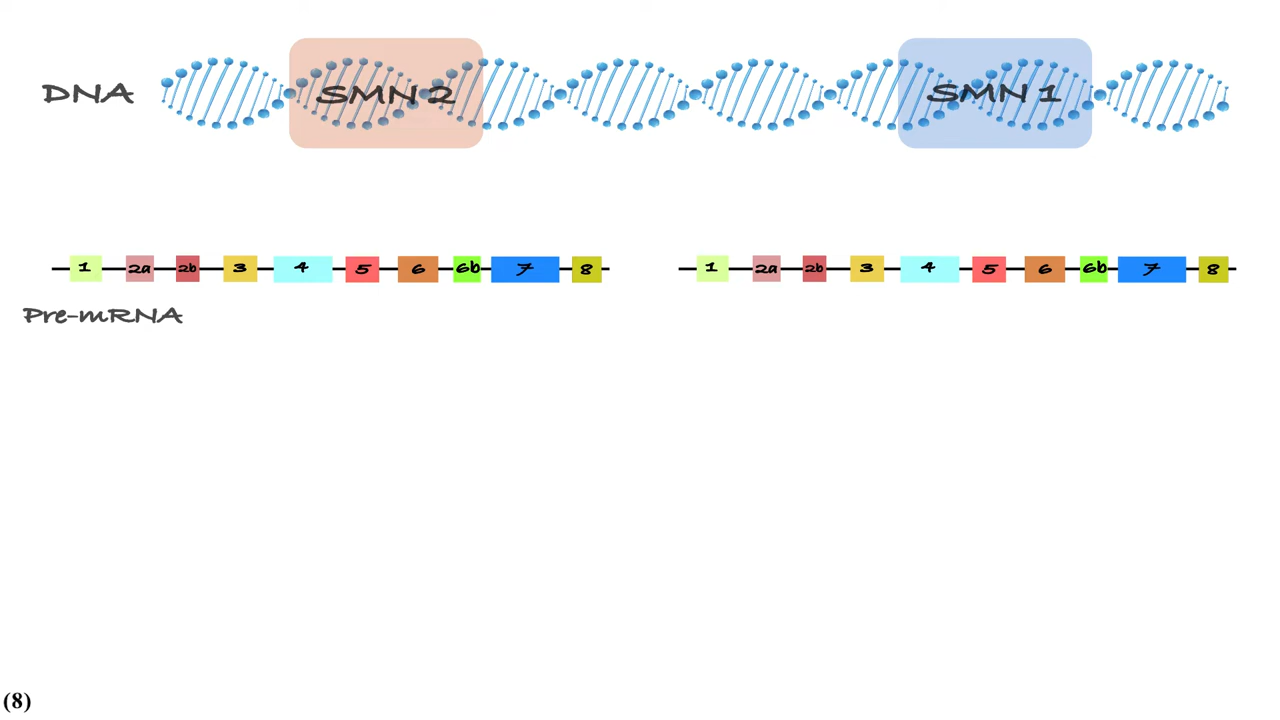 DNA SMN 2 SMN 1
1 2a 2b 3 4 5 6 6b 7 8 1 2a 2b 3 4 5 6 6b 7 8
Pre-mRNA
(8)